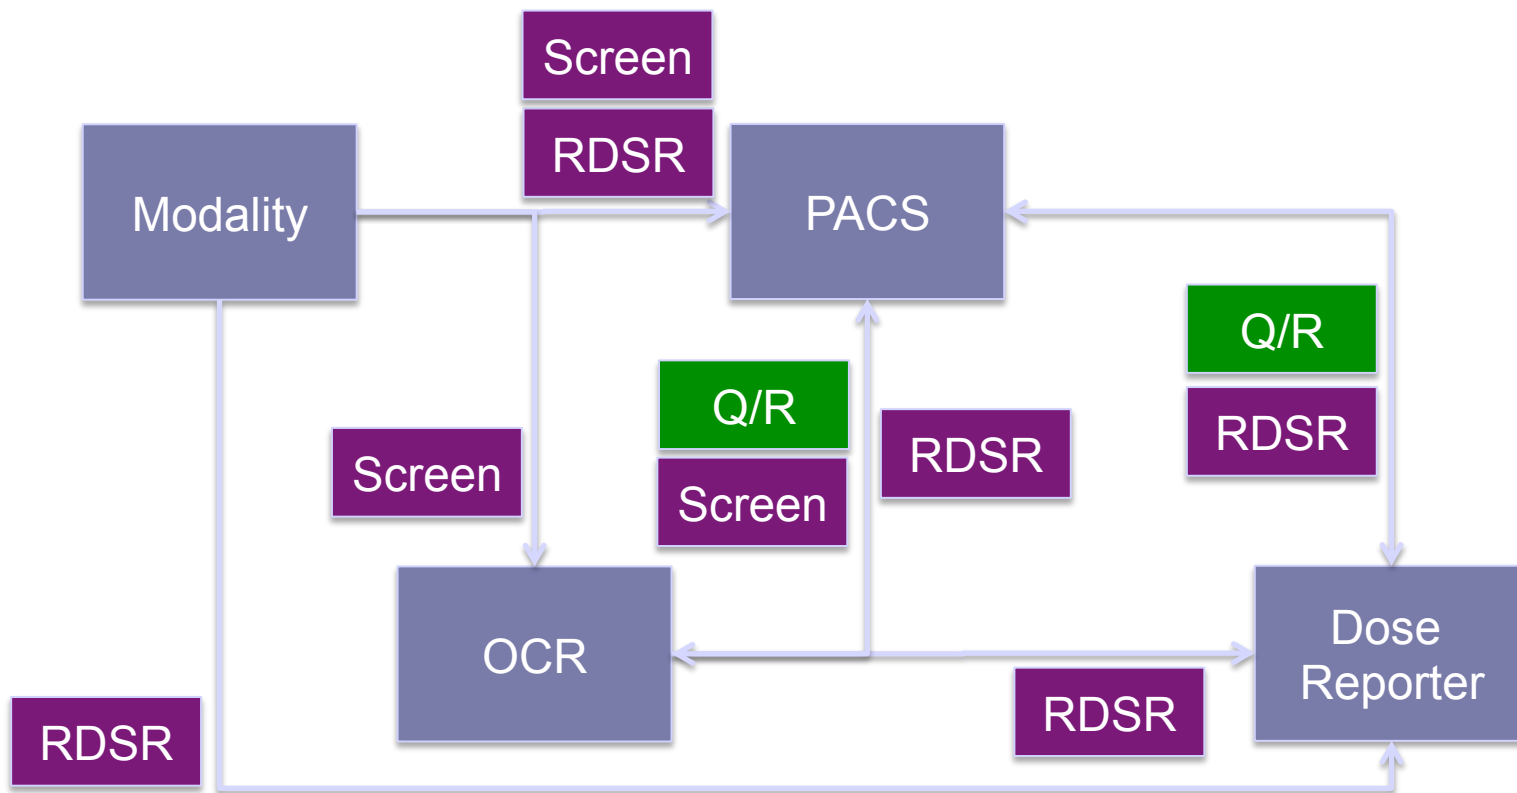 Screen
RDSR
Modality
PACS
Q/R
RDSR
Q/R
Screen
RDSR
Screen
OCR
Dose
Reporter
RDSR
RDSR